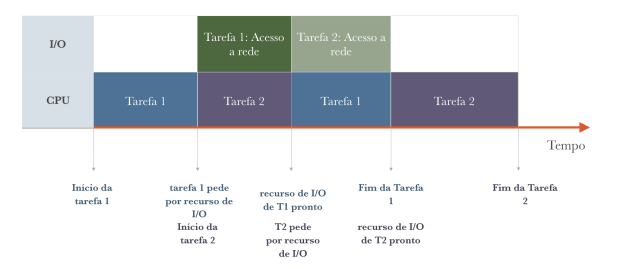 I/O
Tarefa 1: Acesso
a rede
Tarefa 2: Acesso a
rede
CPU
Tarefa 1
Tarefa 2
Tarefa 1
Tarefa 2
Tempo
Início da
tarefa 1
tarefa 1 pede
por recurso de
I/O
Início da
tarefa 2
recurso de I/O
de T1 pronto
T2 pede
por recurso
de I/O
Fim da Tarefa
1
recurso de I/O
de T2 pronto
Fim da Tarefa
2